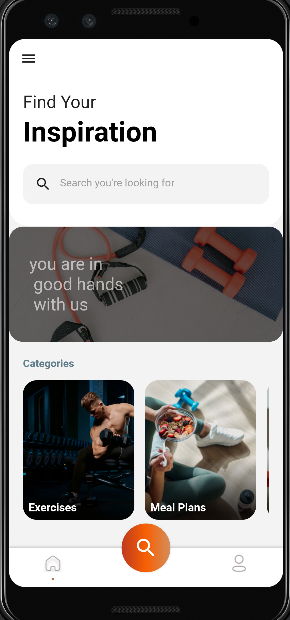 Find Your
Inspiration
Search you're looking for
you are in
good hands
with us
Categories
Exercises
Meal Plans